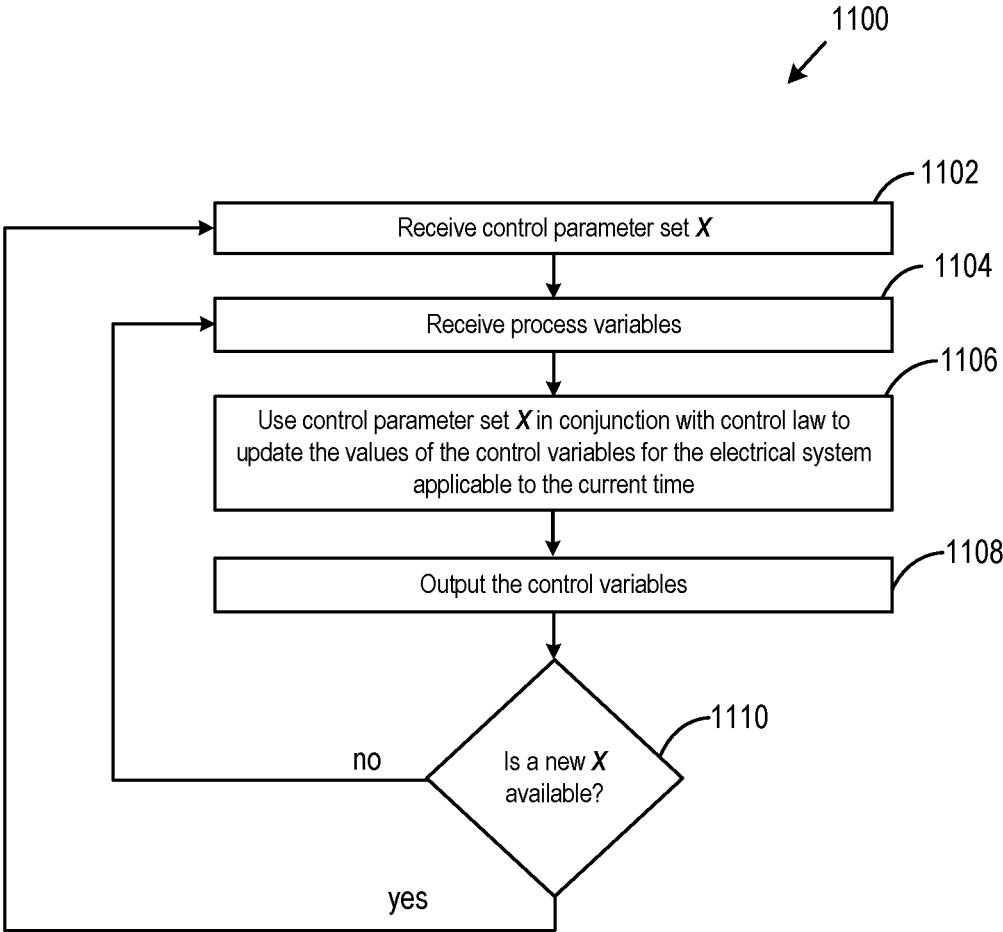 1100
1102
Receive control parameter set X
1104
Receive process variables
1106
Use control parameter set X in conjunction with control law to
update the values of the control variables for the electrical system
applicable to the current time
1108
Output the control variables
1110
Is a new X
available?
no
yes